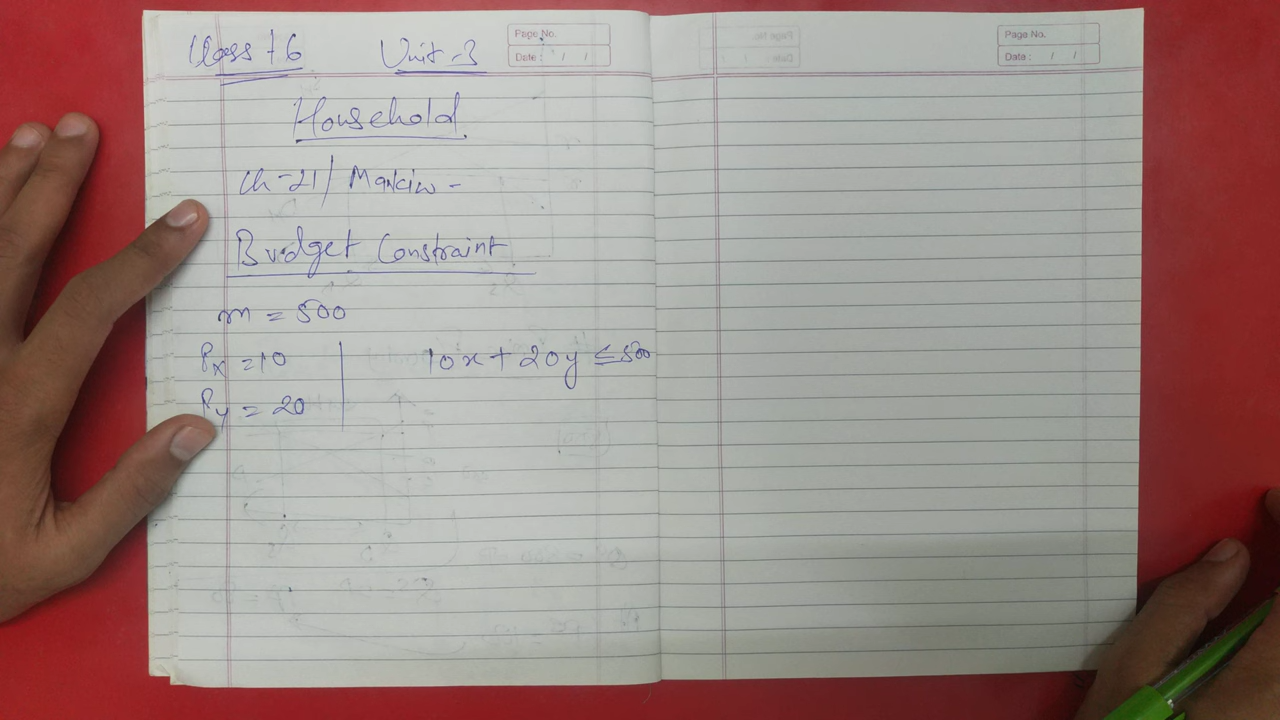 Class 16 Unit-3
Page No.
Date : / /
Household
Ch-21/ Mankiw -
Budget Constraint
m = 500
Px = 10
10x + 20y ≤ 500
Py = 20
Page No.
Date : / /